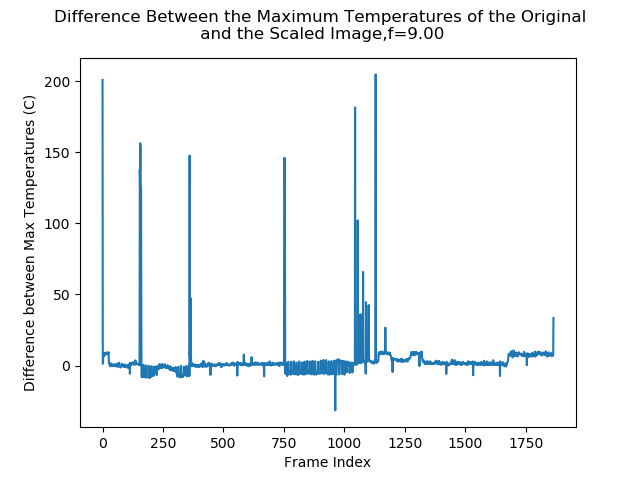 Difference Between the Maximum Temperatures of the Original
and the Scaled Image,f=9.00
200
150
100
50
0
Difference between Max Temperatures (C)
0 250 500 750 1000 1250 1500 1750
Frame Index